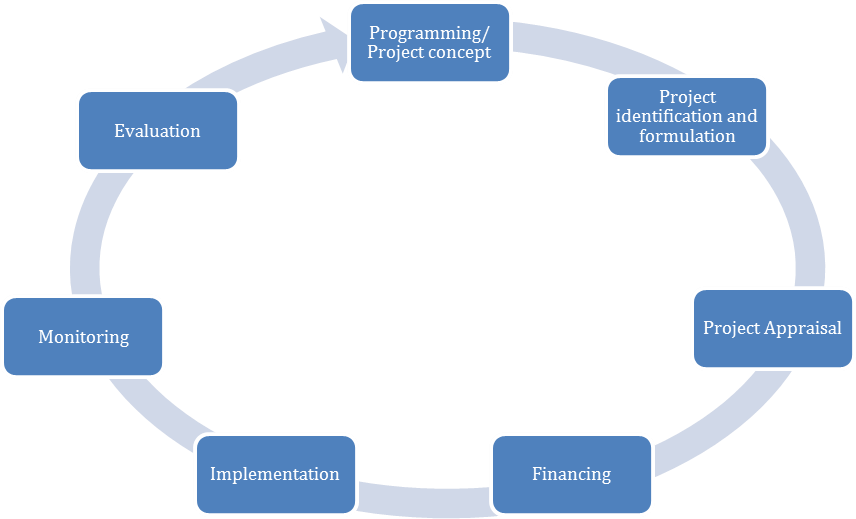 Programming/
Project concept
Project
identification and
formulation
Project Appraisal
Financing
Implementation
Monitoring
Evaluation